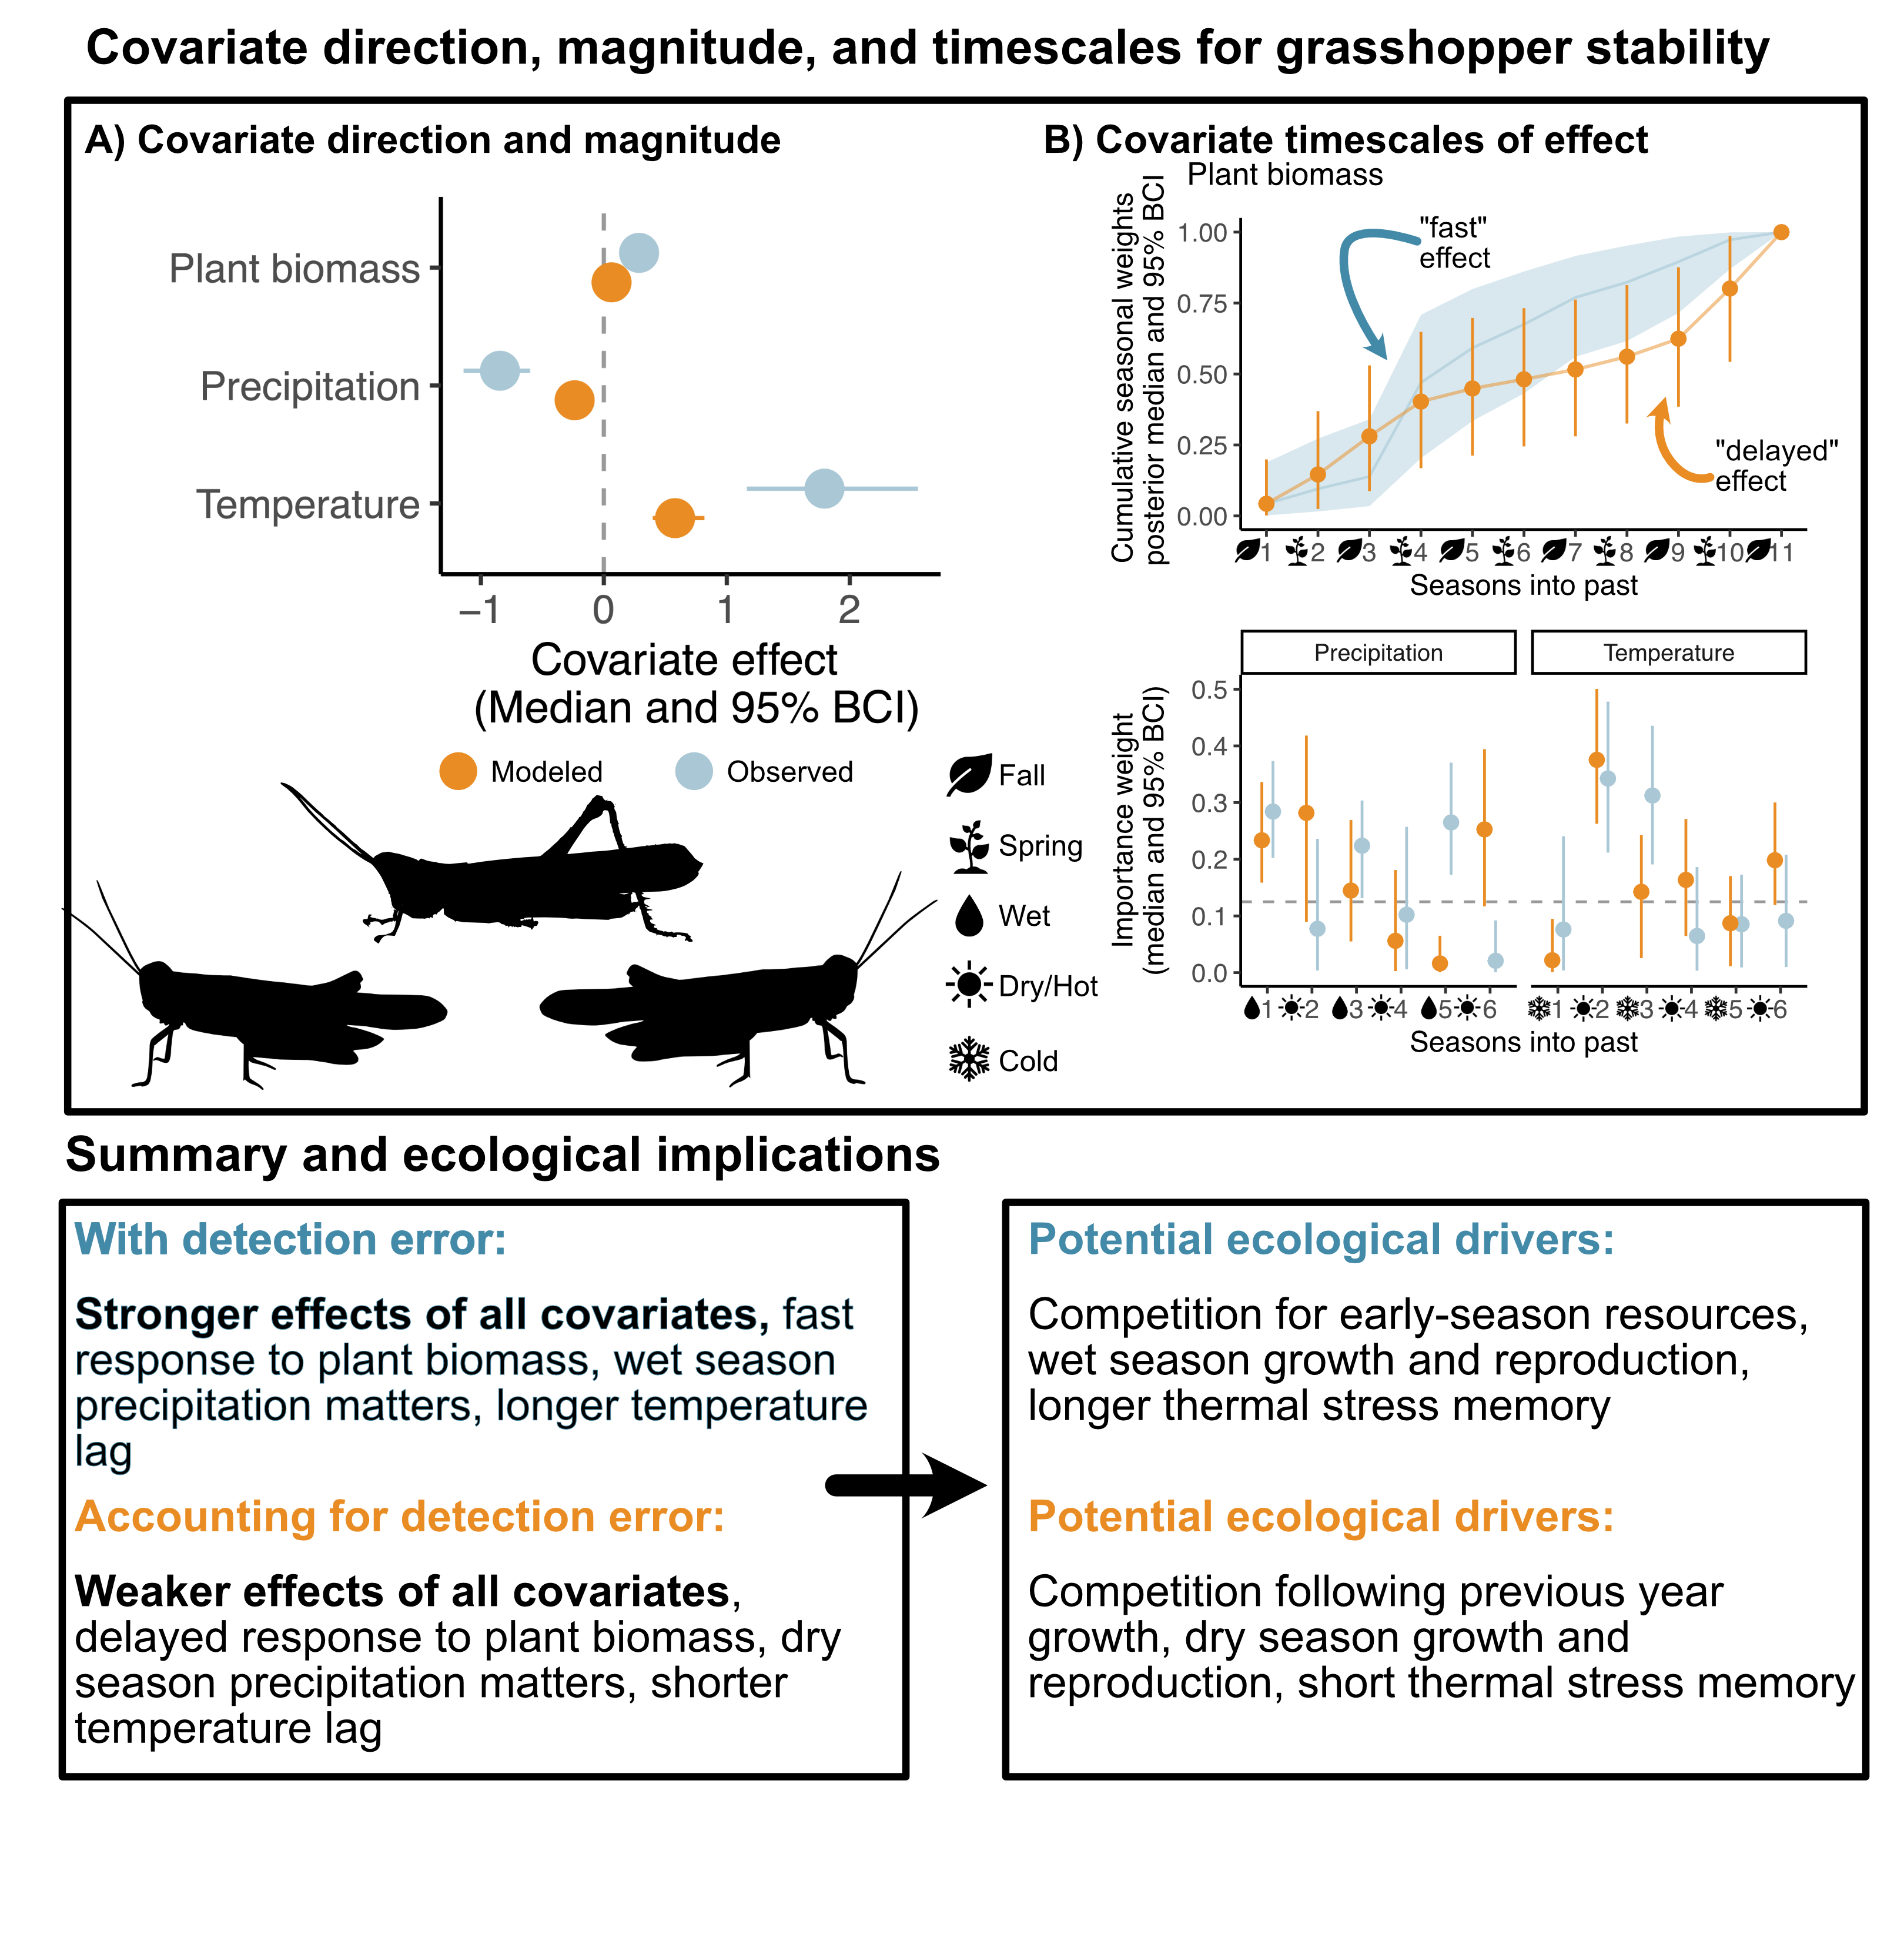 Covariate direction, magnitude, and timescales for grasshopper stability
A) Covariate direction and magnitude
Plant biomass
Precipitation
Temperature
−1
0
1
2
Covariate effect
(Median and 95% BCI)
Modeled
Observed
Fall
Spring
Wet
Dry/Hot
Cold
B) Covariate timescales of effect
Plant biomass
Cumulative seasonal weights
posterior median and 95% BCI
1.00
0.75
0.50
0.25
0.00
"fast"
effect
"delayed"
effect
1 2 3 4 5 6 7 8 9 10 11
Seasons into past
Precipitation
Temperature
Importance weight
(median and 95% BCI)
0.5
0.4
0.3
0.2
0.1
0.0
1 2 3 4 5 6
1 2 3 4 5 6
Seasons into past
Summary and ecological implications
With detection error:
Stronger effects of all covariates, fast
response to plant biomass, wet season
precipitation matters, longer temperature
lag
Accounting for detection error:
Weaker effects of all covariates,
delayed response to plant biomass, dry
season precipitation matters, shorter
temperature lag
Potential ecological drivers:
Competition for early-season resources,
wet season growth and reproduction,
longer thermal stress memory
Potential ecological drivers:
Competition following previous year
growth, dry season growth and
reproduction, short thermal stress memory